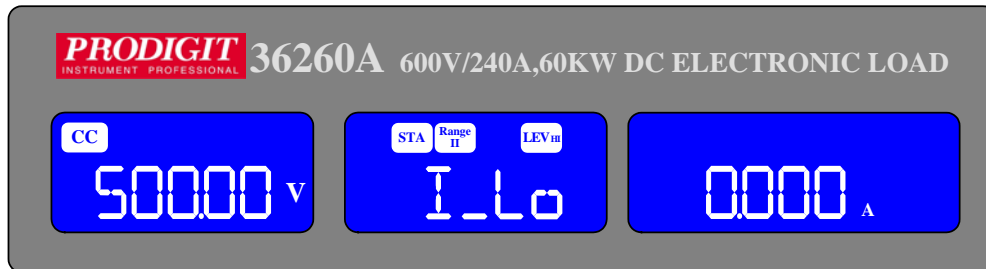 PRODIGIT
INSTRUMENT PROFESSIONAL
36260A 600V/240A,60KW DC ELECTRONIC LOAD
CC
500.00 V
STA Range II LEV HI
I_Lo
0.000 A